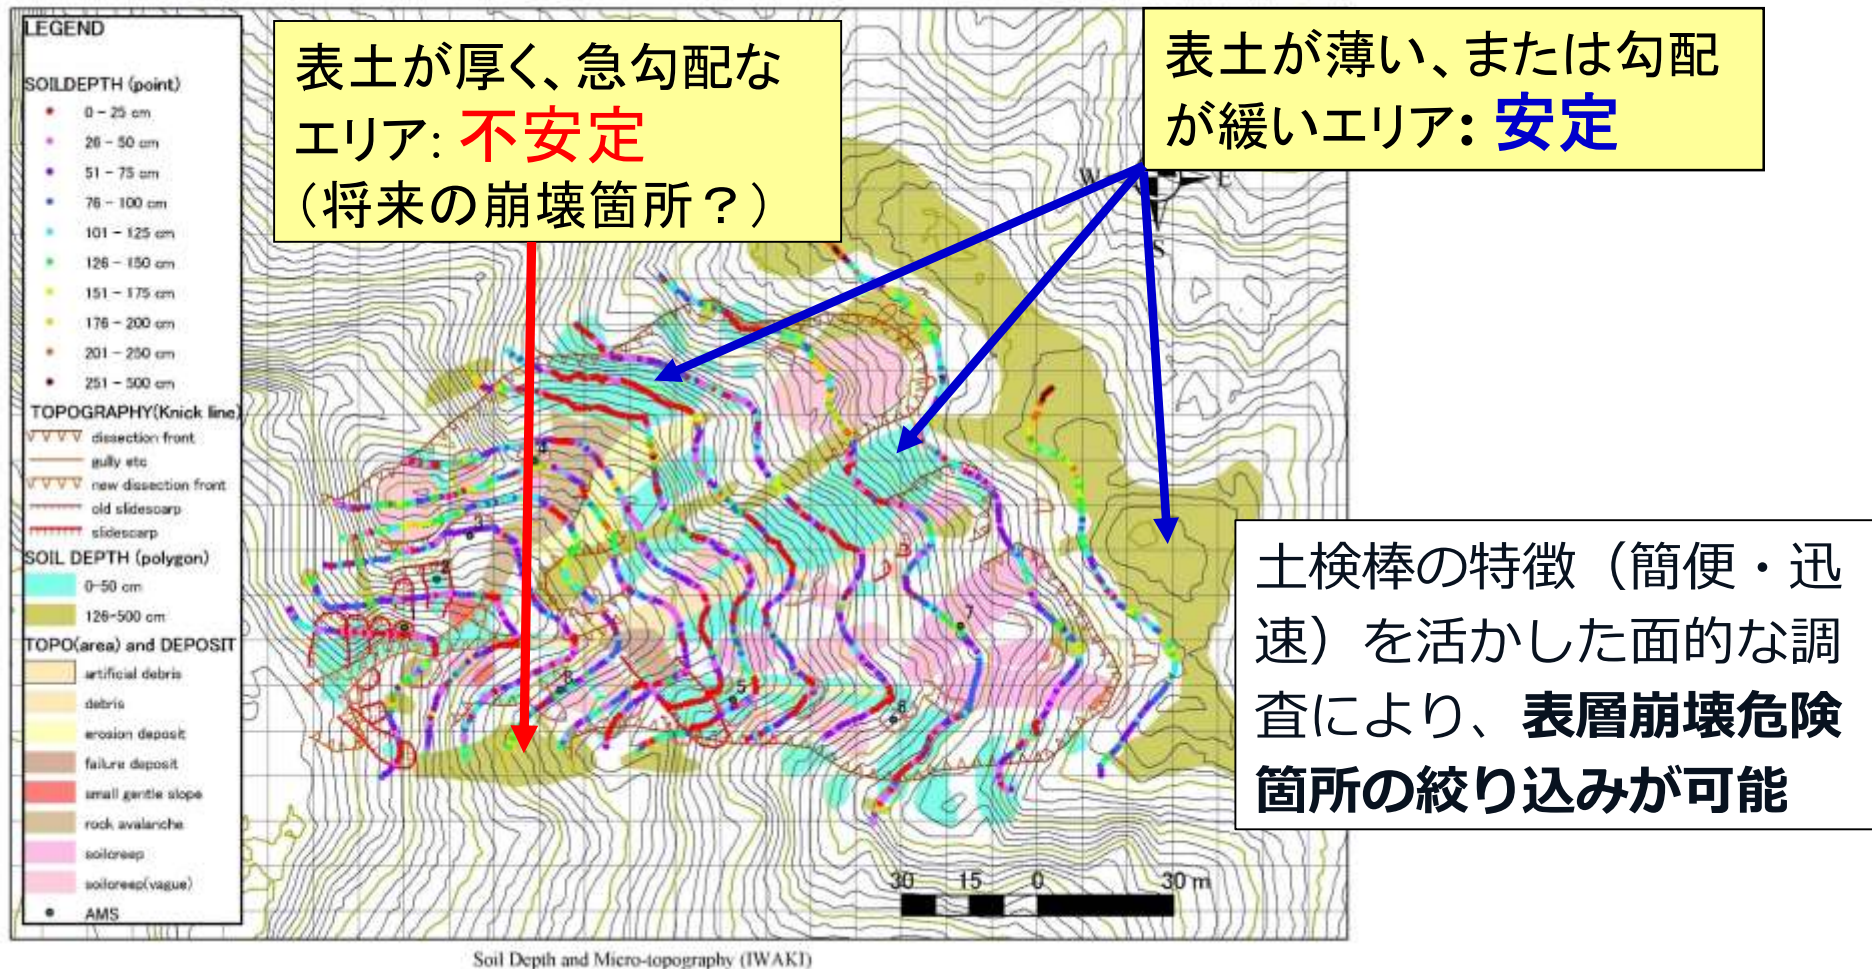 LEGEND
SOILDEPTH (point)
0 - 25 cm
26 - 50 cm
51 - 75 cm
76 - 100 cm
101 - 125 cm
126 - 150 cm
151 - 175 cm
176 - 200 cm
201 - 250 cm
251 - 500 cm
TOPOGRAPHY(Knick line)
dissection front
gully etc
new dissection front
old slidescarp
slidescarp
SOIL DEPTH (polygon)
0-50 cm
126-500 cm
TOPO(area) and DEPOSIT
artificial debris
debris
erosion deposit
failure deposit
small gentle slope
rock avalanche
soilcreep
soilcreep(vague)
AMS
表土が厚く、急勾配な
エリア: 不安定
（将来の崩壊箇所？）
表土が薄い、または勾配
が緩いエリア: 安定
W E
S
4
3
2
7
5
6
土検棒の特徴（簡便・迅
速）を活かした面的な調
査により、表層崩壊危険
箇所の絞り込みが可能
30 15 0 30 m
Soil Depth and Micro-topography (IWAKI)